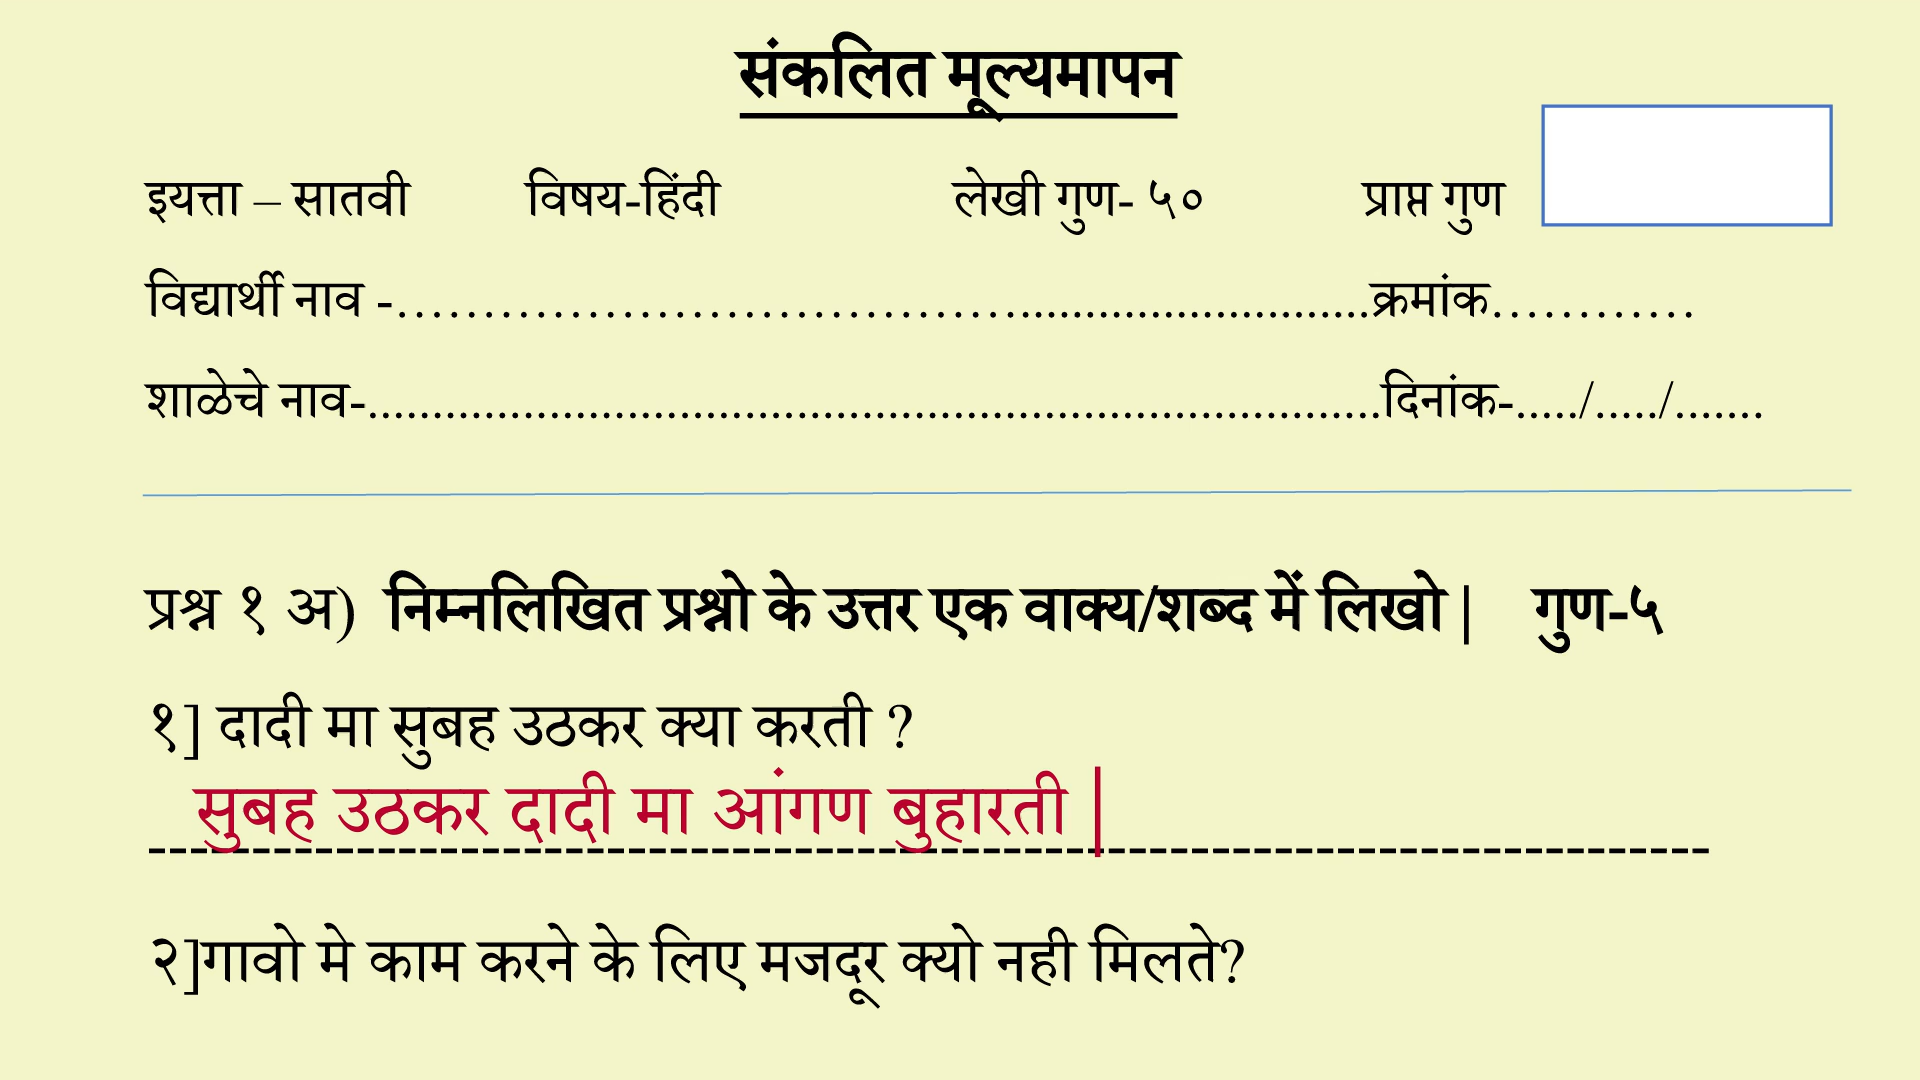 संकलित मूल्यमापन
इयत्ता – सातवी विषय-हिंदी लेखी गुण- ५० प्राप्त गुण
विद्यार्थी नाव -……………………………….............................क्रमांक…………
शाळेचे नाव-...............................................................................दिनांक-...../...../.......
प्रश्न १ अ) निम्नलिखित प्रश्नो के उत्तर एक वाक्य/शब्द में लिखो | गुण-५
१] दादी मा सुबह उठकर क्या करती ?
सुबह उठकर दादी मा आंगण बुहारती |
---------------------------------------------------------------------------
२]गावो मे काम करने के लिए मजदूर क्यो नही मिलते?